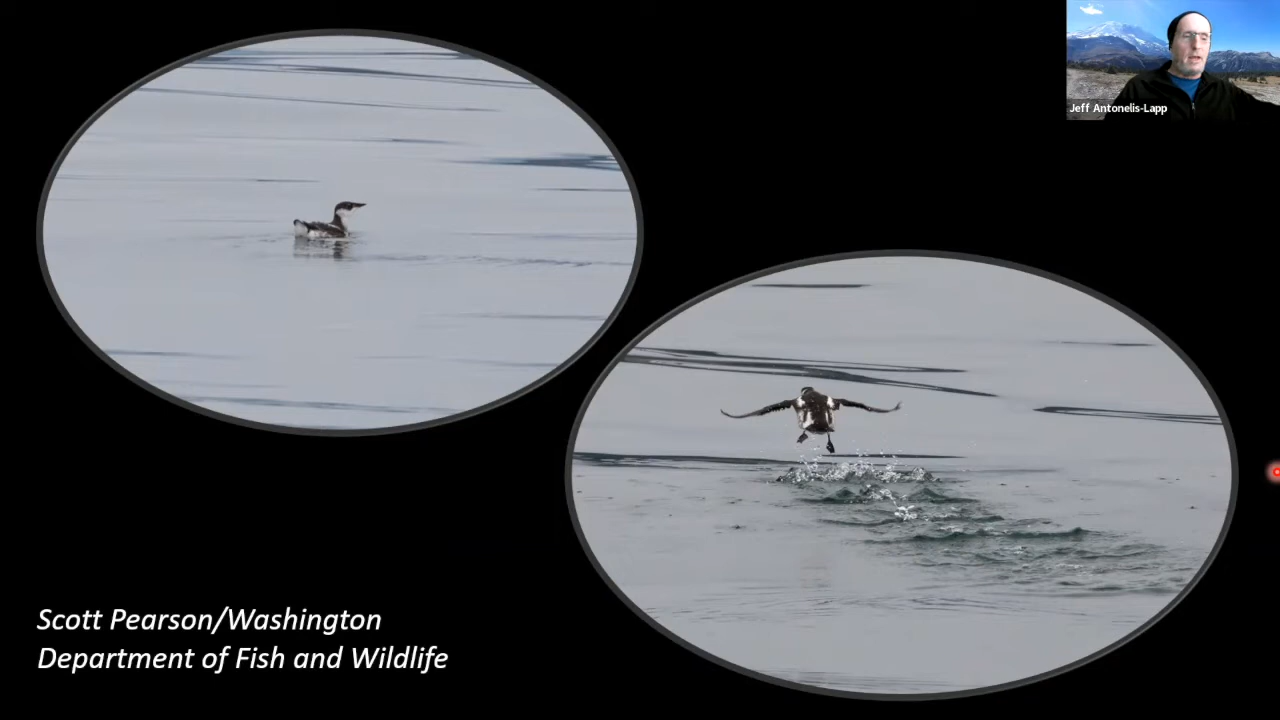 Jeff Antonelis-Lapp
Scott Pearson/Washington
Department of Fish and Wildlife